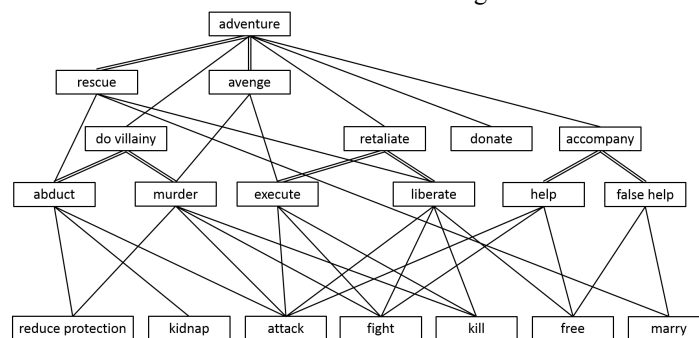 adventure
rescue
avenge
do villainy
retaliate
donate
accompany
abduct
murder
execute
liberate
help
false help
reduce protection
kidnap
attack
fight
kill
free
marry